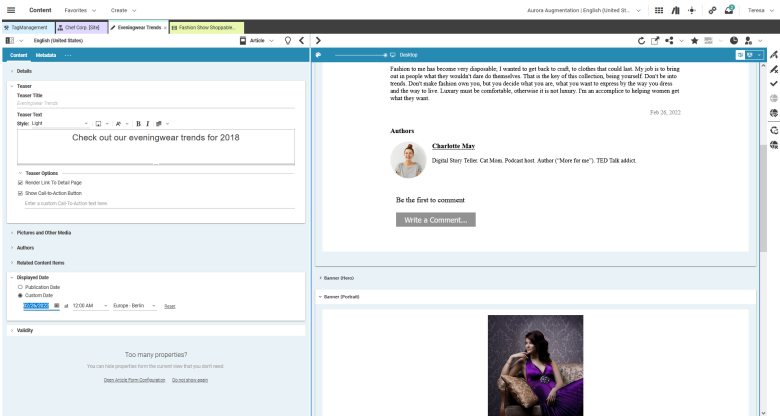 Content Favorites Create Aurora Augmentation | English (United St... 2 Teresa
TagManagement Chef Corp. [Site] Eveningwear Trends × Fashion Show Shoppable...
English (United States) Article
Content Metadata ... Desktop
Details
Teaser
Teaser Title
Eveningwear Trends
Teaser Text
Style: Light B I
Check out our eveningwear trends for 2018
Teaser Options
Render Link To Detail Page
Show Call-to-Action Button
Enter a custom Call-To-Action text here.
Pictures and Other Media
Authors
Related Content Items
Displayed Date
Publication Date
Custom Date
02/26/2022 at 12:00 AM Europe - Berlin Reset
Validity
Too many properties?
You can hide properties form the current view that you don't need.
Open Article Form Configuration Do not show again
Fashion to me has become very disposable, I wanted to get back to craft, to clothes that could last. My job is to bring
out in people what they wouldn't dare do themselves. That is the key of this collection, being yourself. Don't be into
trends. Don't make fashion own you, but you decide what you are, what you want to express by the way you dress
and the way to live. Luxury must be comfortable, otherwise it is not luxury. I'm an accomplice to helping women get
what they want.
Feb 26, 2022
Authors
Charlotte May
Digital Story Teller. Cat Mom. Podcast host. Author ("More for me"). TED Talk addict.
Be the first to comment
Write a Comment...
Banner (Hero)
Banner (Portrait)